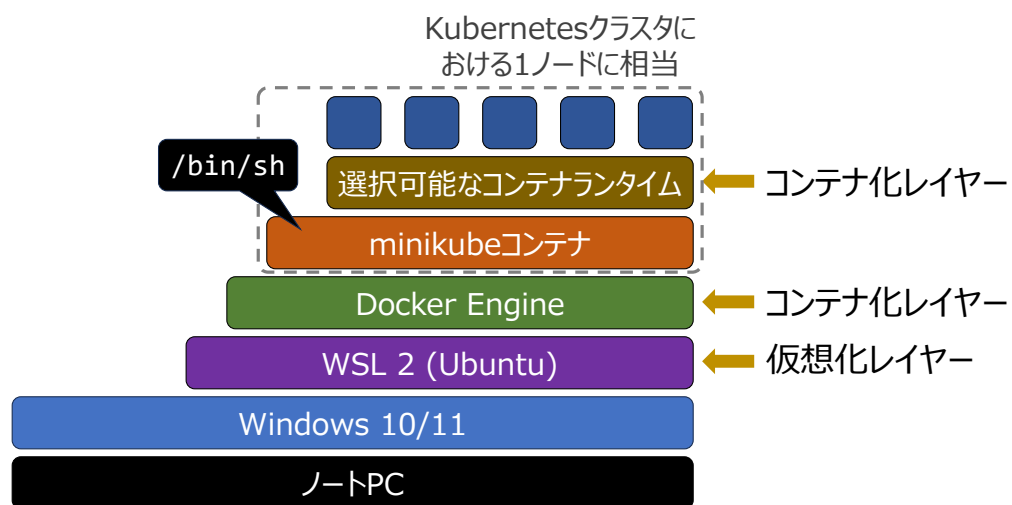 Kubernetesクラスタに
おける1ノードに相当
/bin/sh
選択可能なコンテナランタイム
コンテナ化レイヤー
minikubeコンテナ
Docker Engine
コンテナ化レイヤー
WSL 2 (Ubuntu)
仮想化レイヤー
Windows 10/11
ノートPC